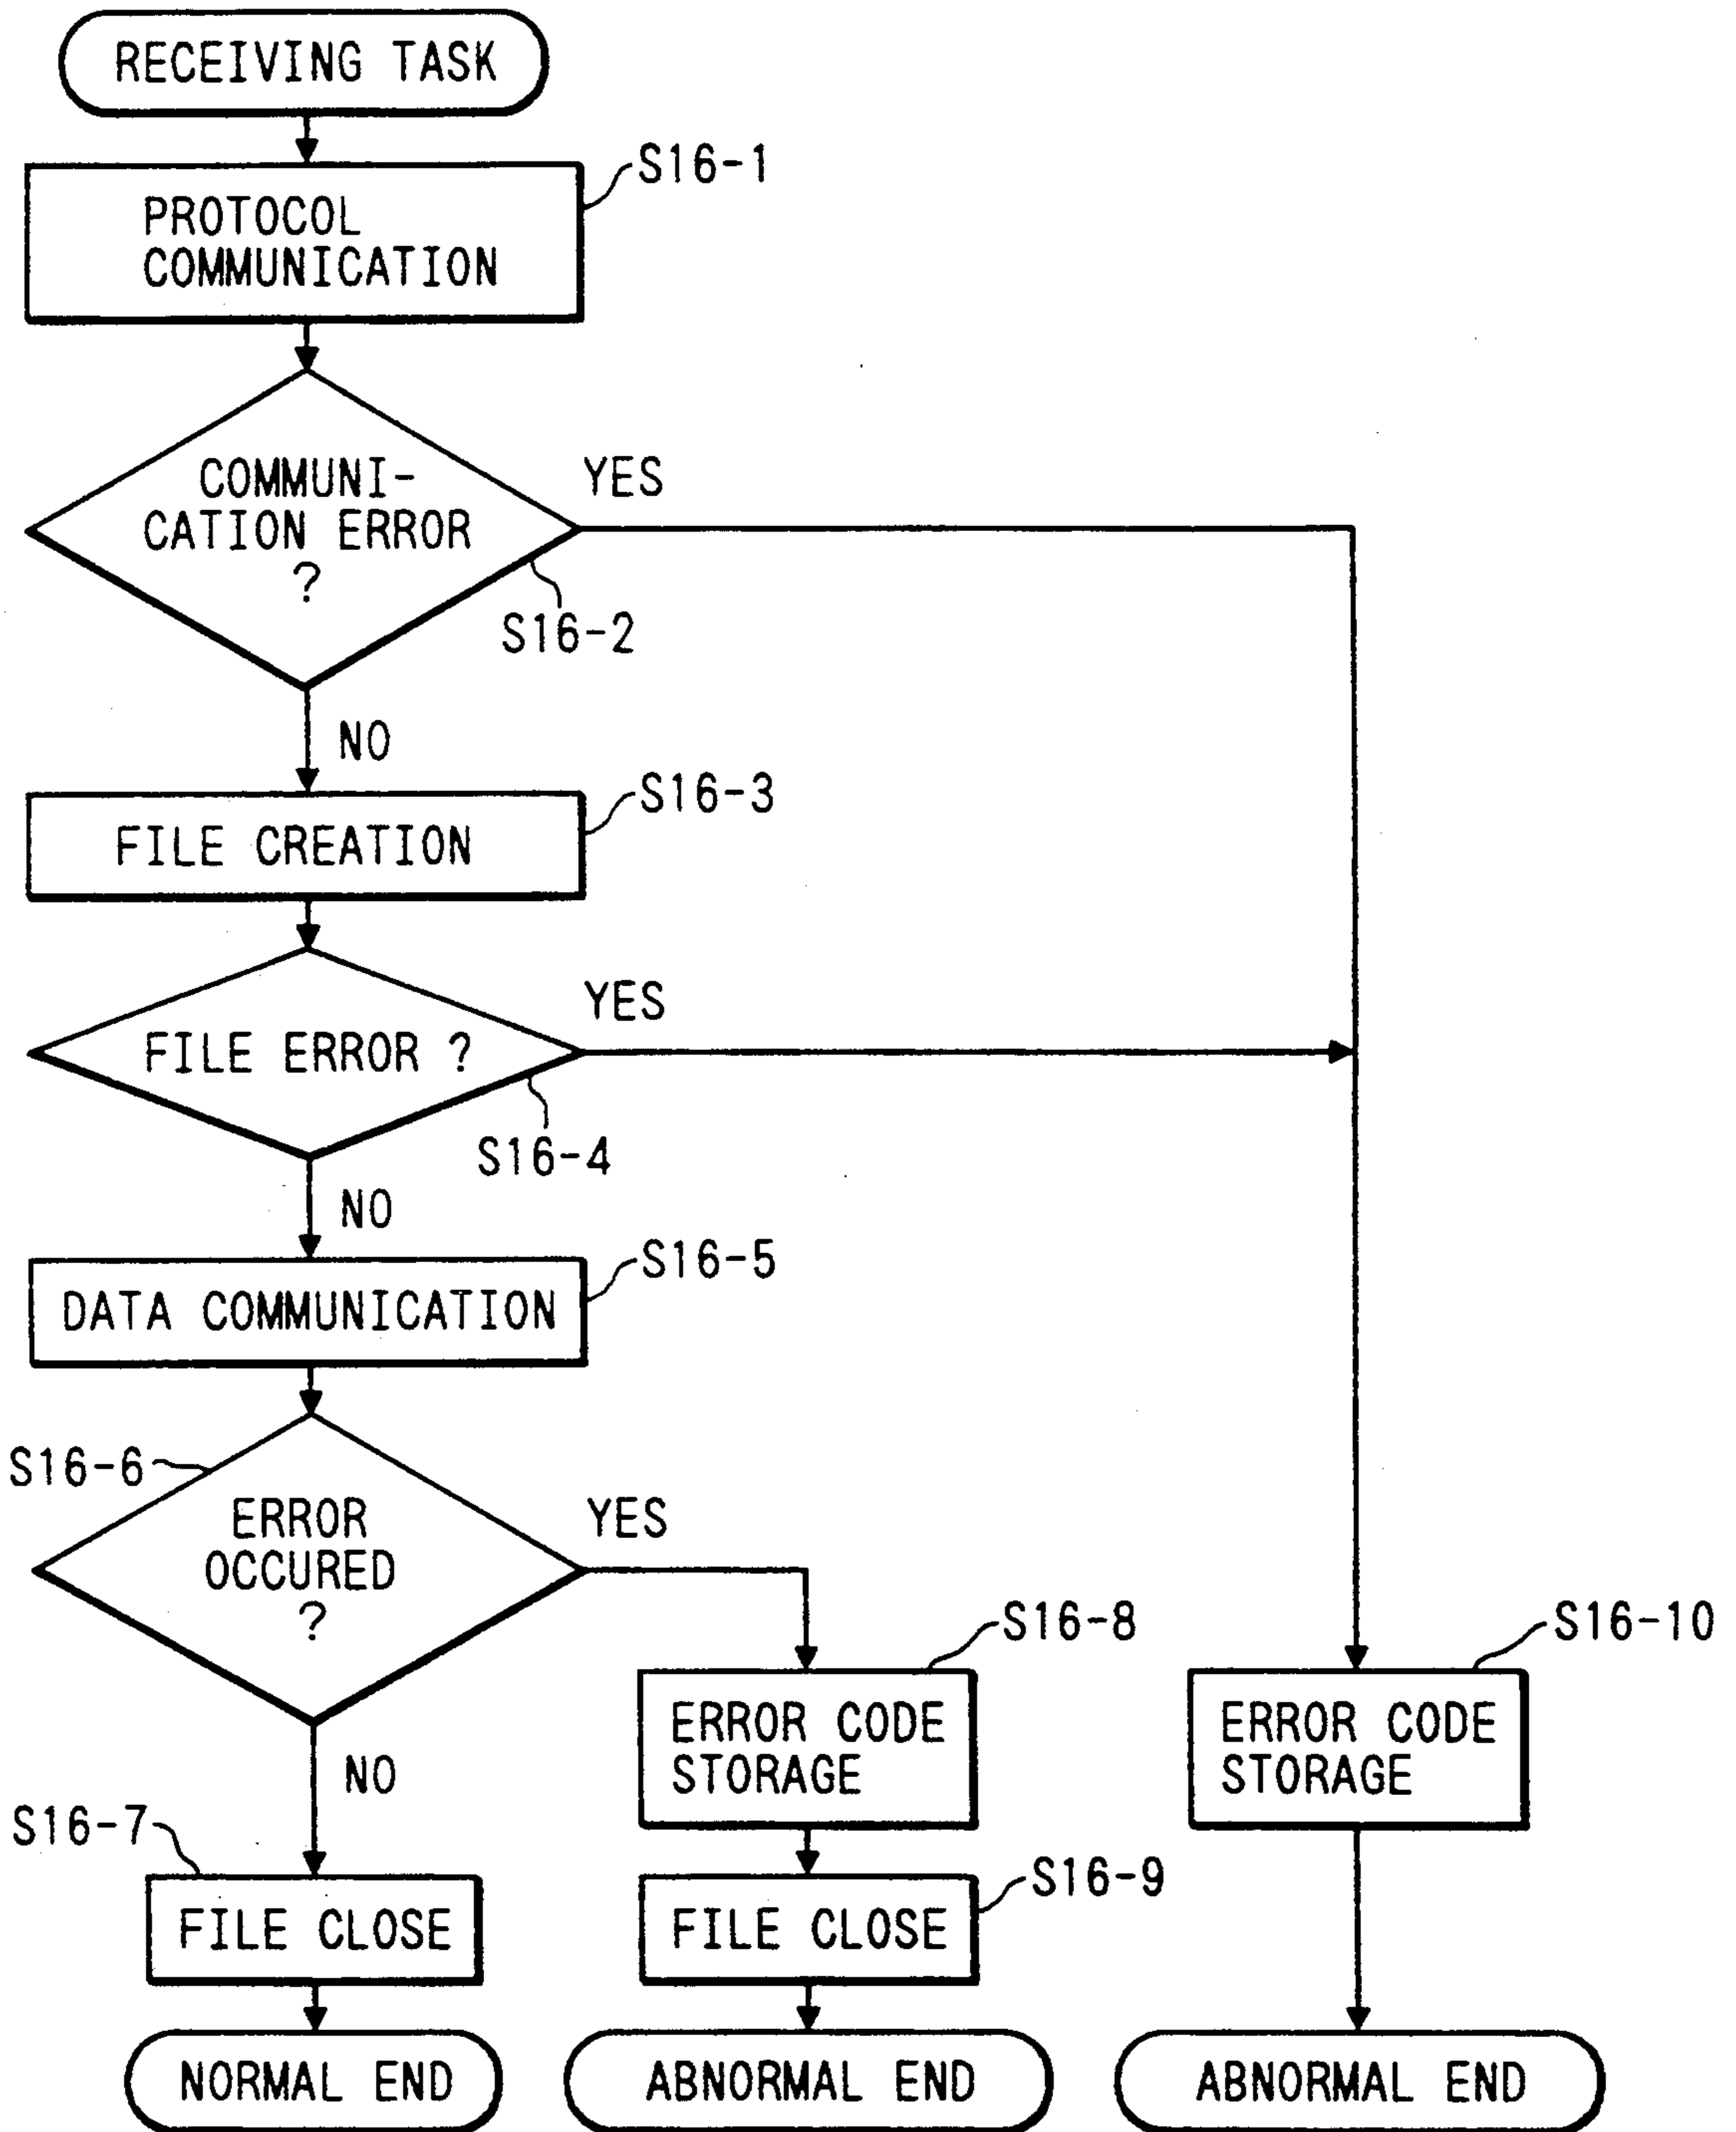 RECEIVING TASK
S16-1
PROTOCOL
COMMUNICATION
COMMUNI-
CATION ERROR
?
YES
S16-2
NO
S16-3
FILE CREATION
YES
FILE ERROR ?
S16-4
NO
S16-5
DATA COMMUNICATION
S16-6
ERROR
OCCURED
?
YES
NO
S16-8
ERROR CODE
STORAGE
S16-10
ERROR CODE
STORAGE
S16-7
FILE CLOSE
S16-9
FILE CLOSE
NORMAL END
ABNORMAL END
ABNORMAL END